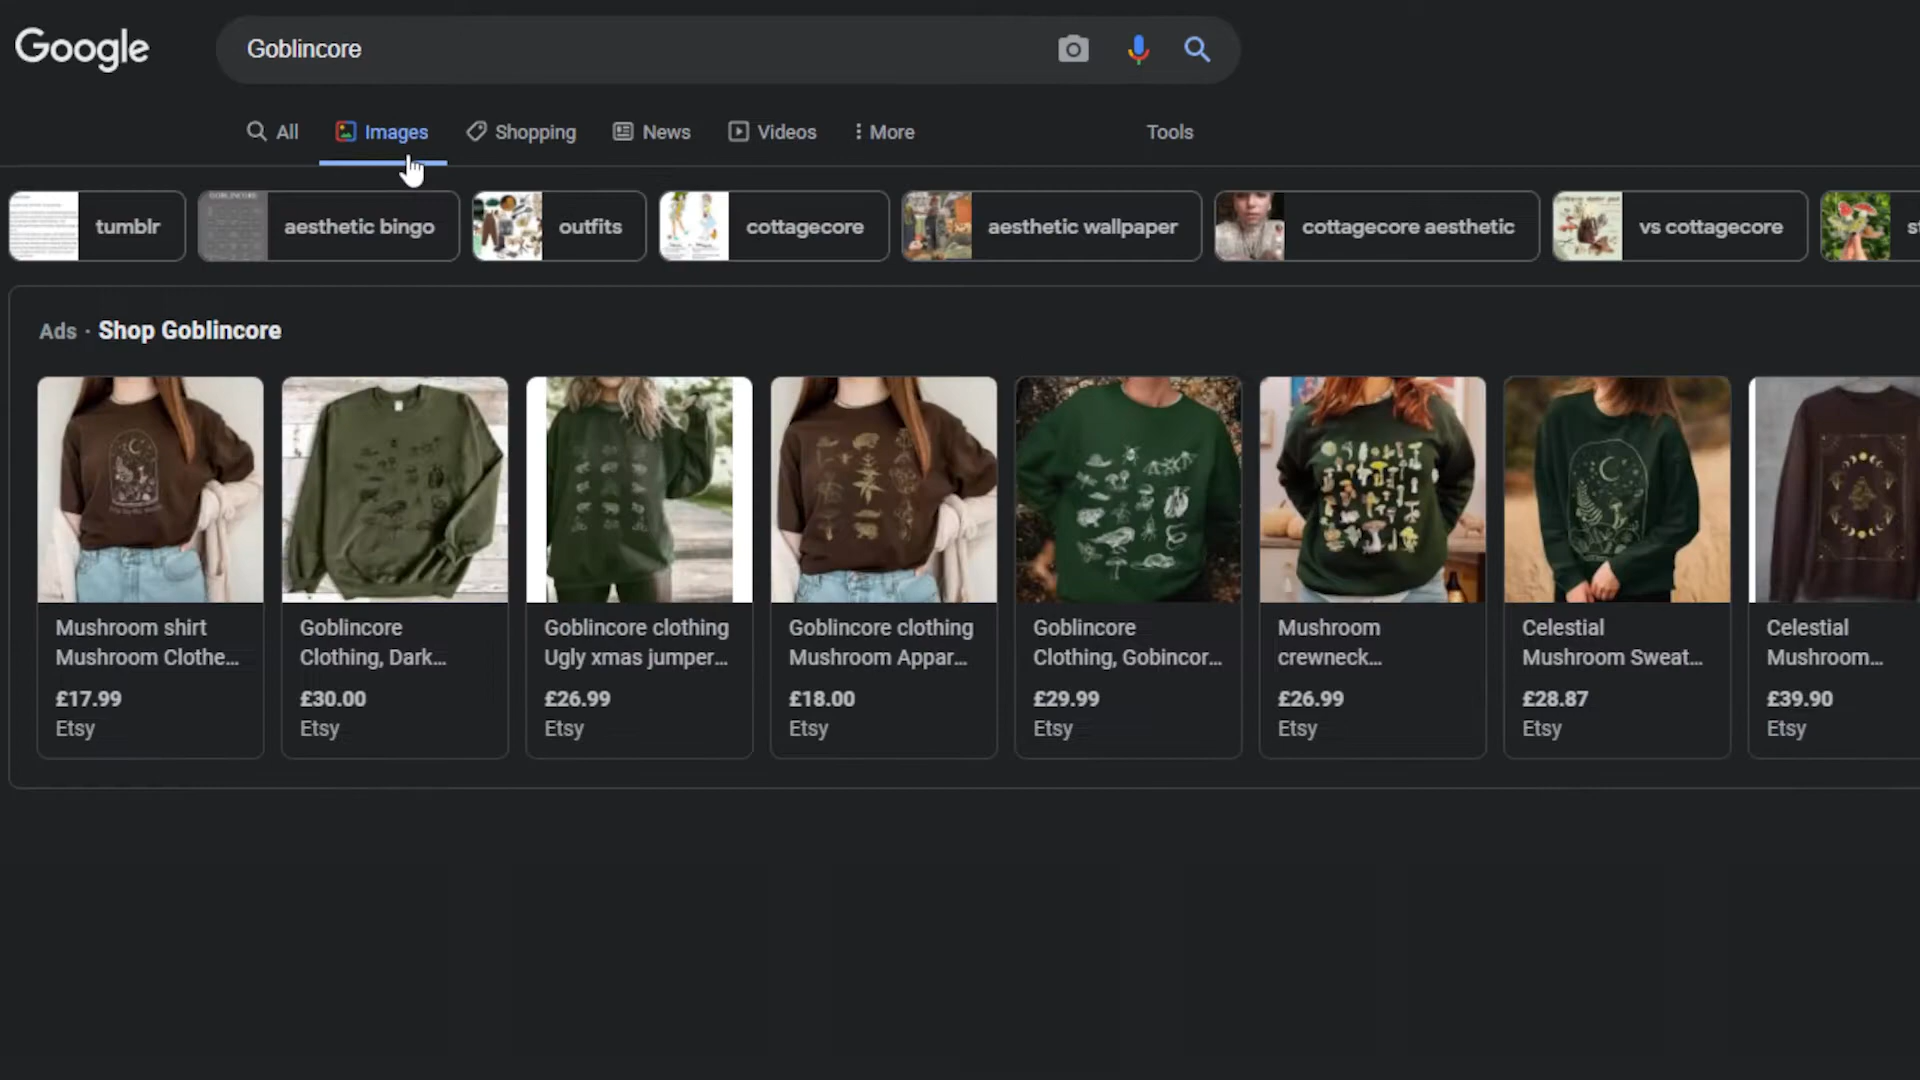 Google
Goblincore
All
Images
Shopping
News
Videos
More
Tools
tumblr
aesthetic bingo
outfits
cottagecore
aesthetic wallpaper
cottagecore aesthetic
vs cottagecore
Ads · Shop Goblincore
Mushroom shirt
Mushroom Clothe...
£17.99
Etsy
Goblincore
Clothing, Dark...
£30.00
Etsy
Goblincore clothing
Ugly xmas jumper...
£26.99
Etsy
Goblincore clothing
Mushroom Appar...
£18.00
Etsy
Goblincore
Clothing, Gobincor...
£29.99
Etsy
Mushroom
crewneck...
£26.99
Etsy
Celestial
Mushroom Sweat...
£28.87
Etsy
Celestial
Mushroom...
£39.90
Etsy